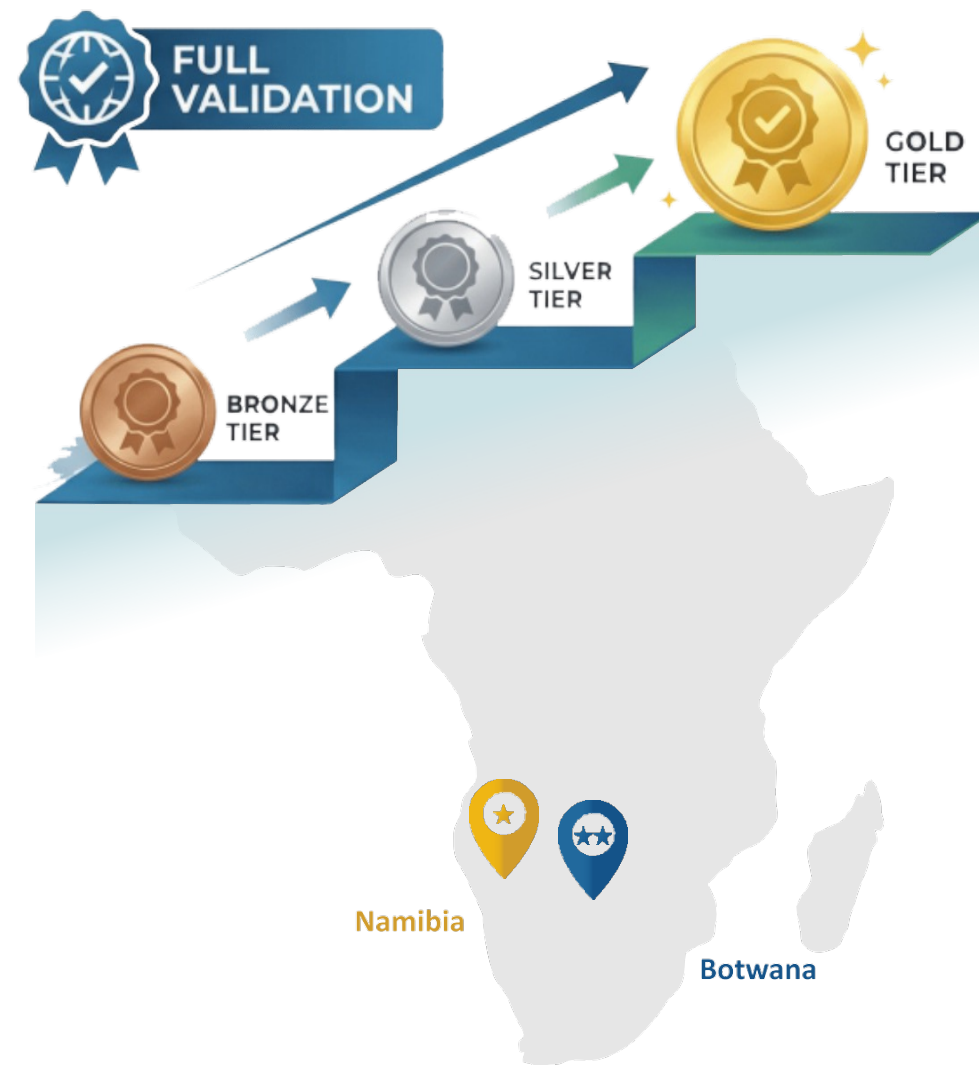 FULL
VALIDATION
GOLD
TIER
SILVER
TIER
BRONZE
TIER
Namibia
Botwana